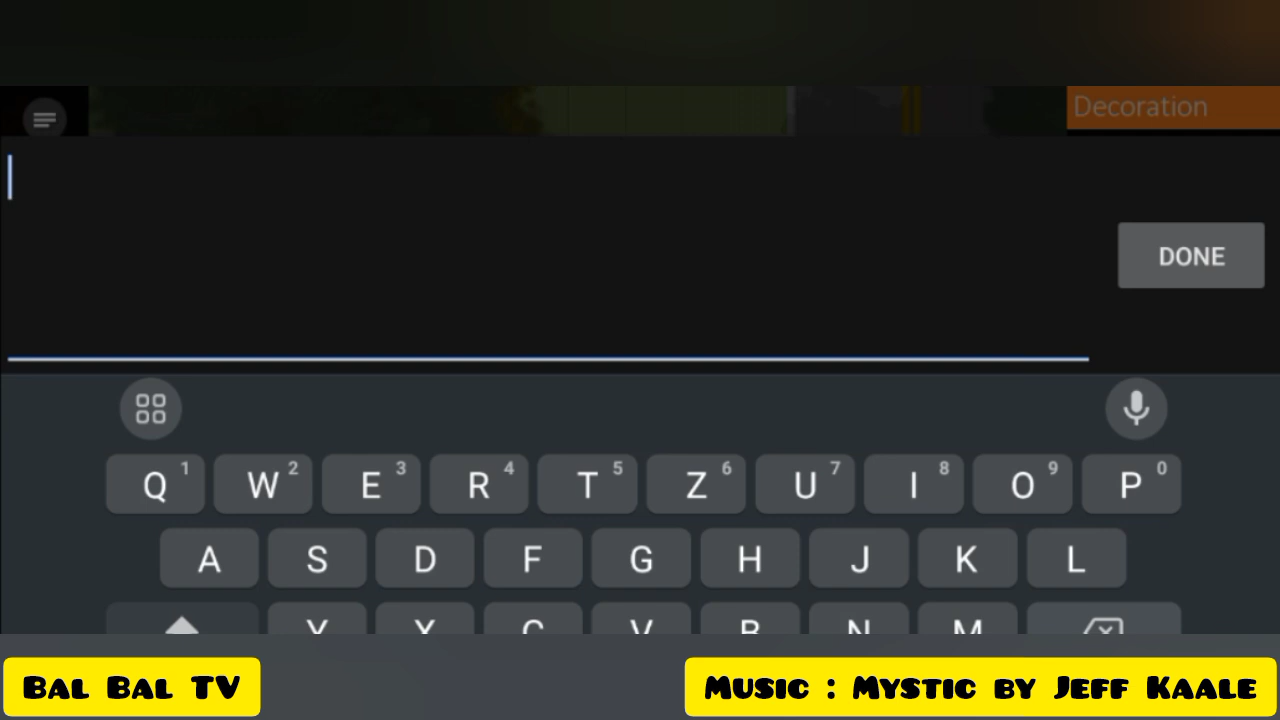 Decoration
DONE
Q 1 W 2 E 3 R 4 T 5 Z 6 U 7 I 8 O 9 P 0
A S D F G H J K L
Y X C V B N M
Bal Bal TV
Music : Mystic by Jeff Kaale